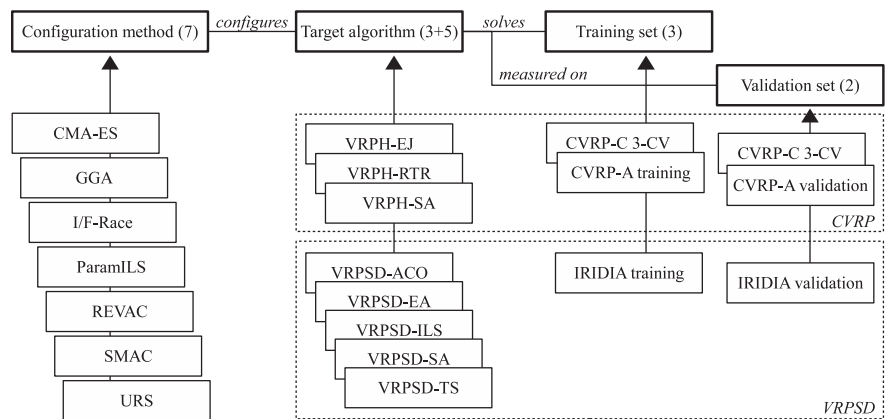 Configuration method (7)
configures
Target algorithm (3+5)
solves
Training set (3)
measured on
Validation set (2)
CMA-ES
GGA
I/F-Race
ParamILS
REVAC
SMAC
URS
VRPH-EJ
VRPH-RTR
VRPH-SA
CVRP-C 3-CV
CVRP-A training
CVRP-C 3-CV
CVRP-A validation
CVRP
VRPSD-ACO
VRPSD-EA
VRPSD-ILS
VRPSD-SA
VRPSD-TS
IRIDIA training
IRIDIA validation
VRPSD